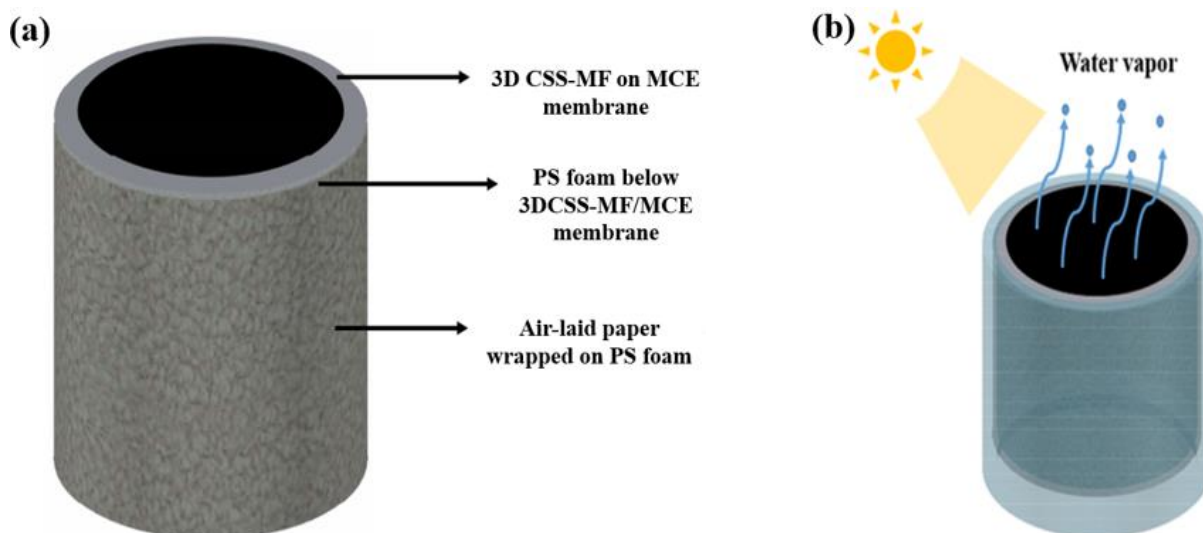 (a)
3D CSS-MF on MCE
membrane
PS foam below
3DCSS-MF/MCE
membrane
Air-laid paper
wrapped on PS foam
(b)
Water vapor